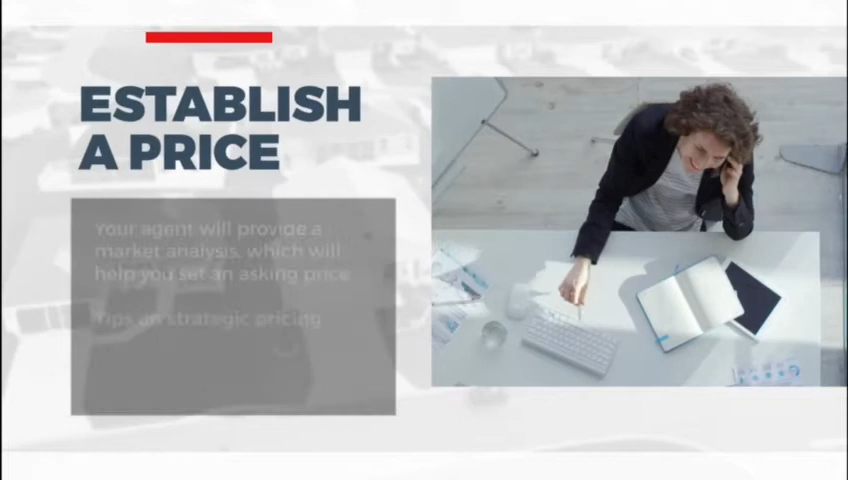 ESTABLISH
A PRICE
Your agent will provide a
market analysis, which will
help you set an asking price
Tips on strategic pricing